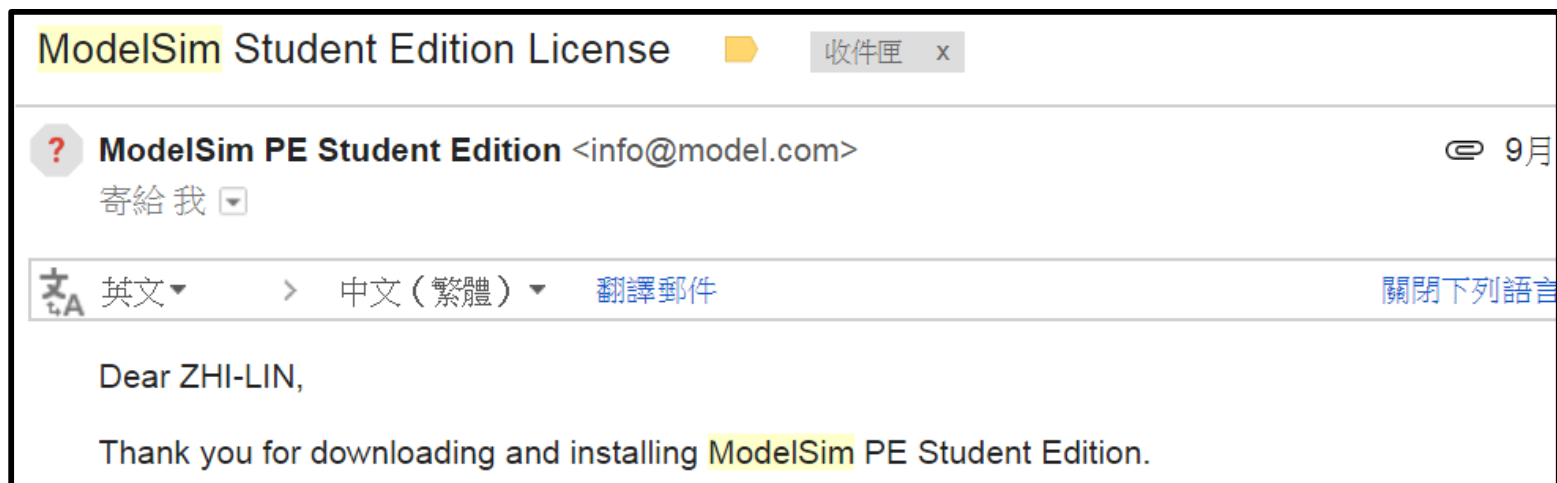 ModelSim Student Edition License 收件匣 x
? ModelSim PE Student Edition <info@model.com> 9月
寄給 我
文A 英文 > 中文（繁體） 翻譯郵件 關閉下列語言
Dear ZHI-LIN,
Thank you for downloading and installing ModelSim PE Student Edition.